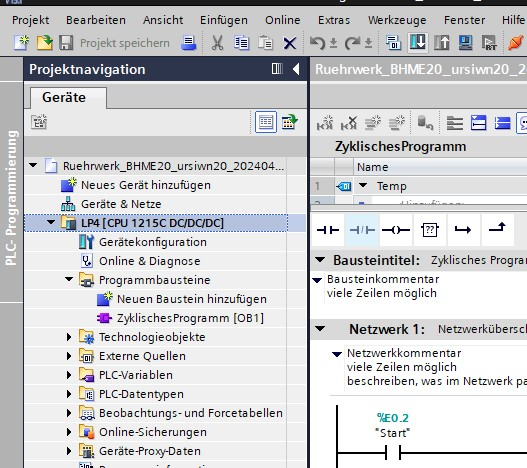 Projekt Bearbeiten Ansicht Einfügen Online Extras Werkzeuge Fenster
Projekt speichern
Projektnavigation
Geräte
PLC-Programmierung
Ruehrwerk_BHME20_ursiwn20_202404...
Neues Gerät hinzufügen
Geräte & Netze
LP4 [CPU 1215C DC/DC/DC]
Gerätekonfiguration
Online & Diagnose
Programmbausteine
Neuen Baustein hinzufügen
ZyklischesProgramm [OB1]
Technologieobjekte
Externe Quellen
PLC-Variablen
PLC-Datentypen
Beobachtungs- und Forcetabellen
Online-Sicherungen
Geräte-Proxy-Daten
Ruehrwerk_BHME20_ursiwn20_2
ZyklischesProgramm
Name
1 Temp
??
Bausteintitel: Zyklisches Progra
Bausteinkommentar
viele Zeilen möglich
Netzwerk 1: Netzwerkübersc
Netzwerkkommentar
viele Zeilen möglich
beschreiben, was im Netzwerk pa
%E0.2
"Start"